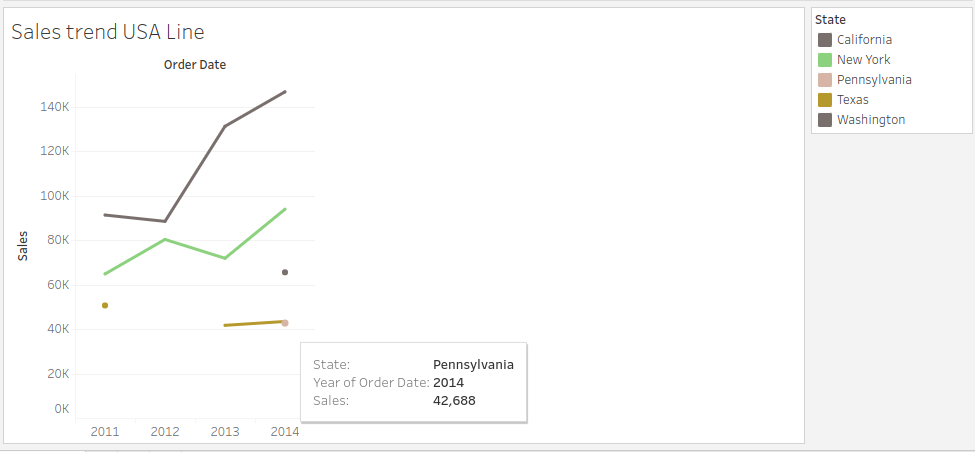 Sales trend USA Line
Order Date
140K
120K
100K
80K
60K
40K
20K
0K
Sales
2011 2012 2013 2014
State: Pennsylvania
Year of Order Date: 2014
Sales: 42,688
State
California
New York
Pennsylvania
Texas
Washington